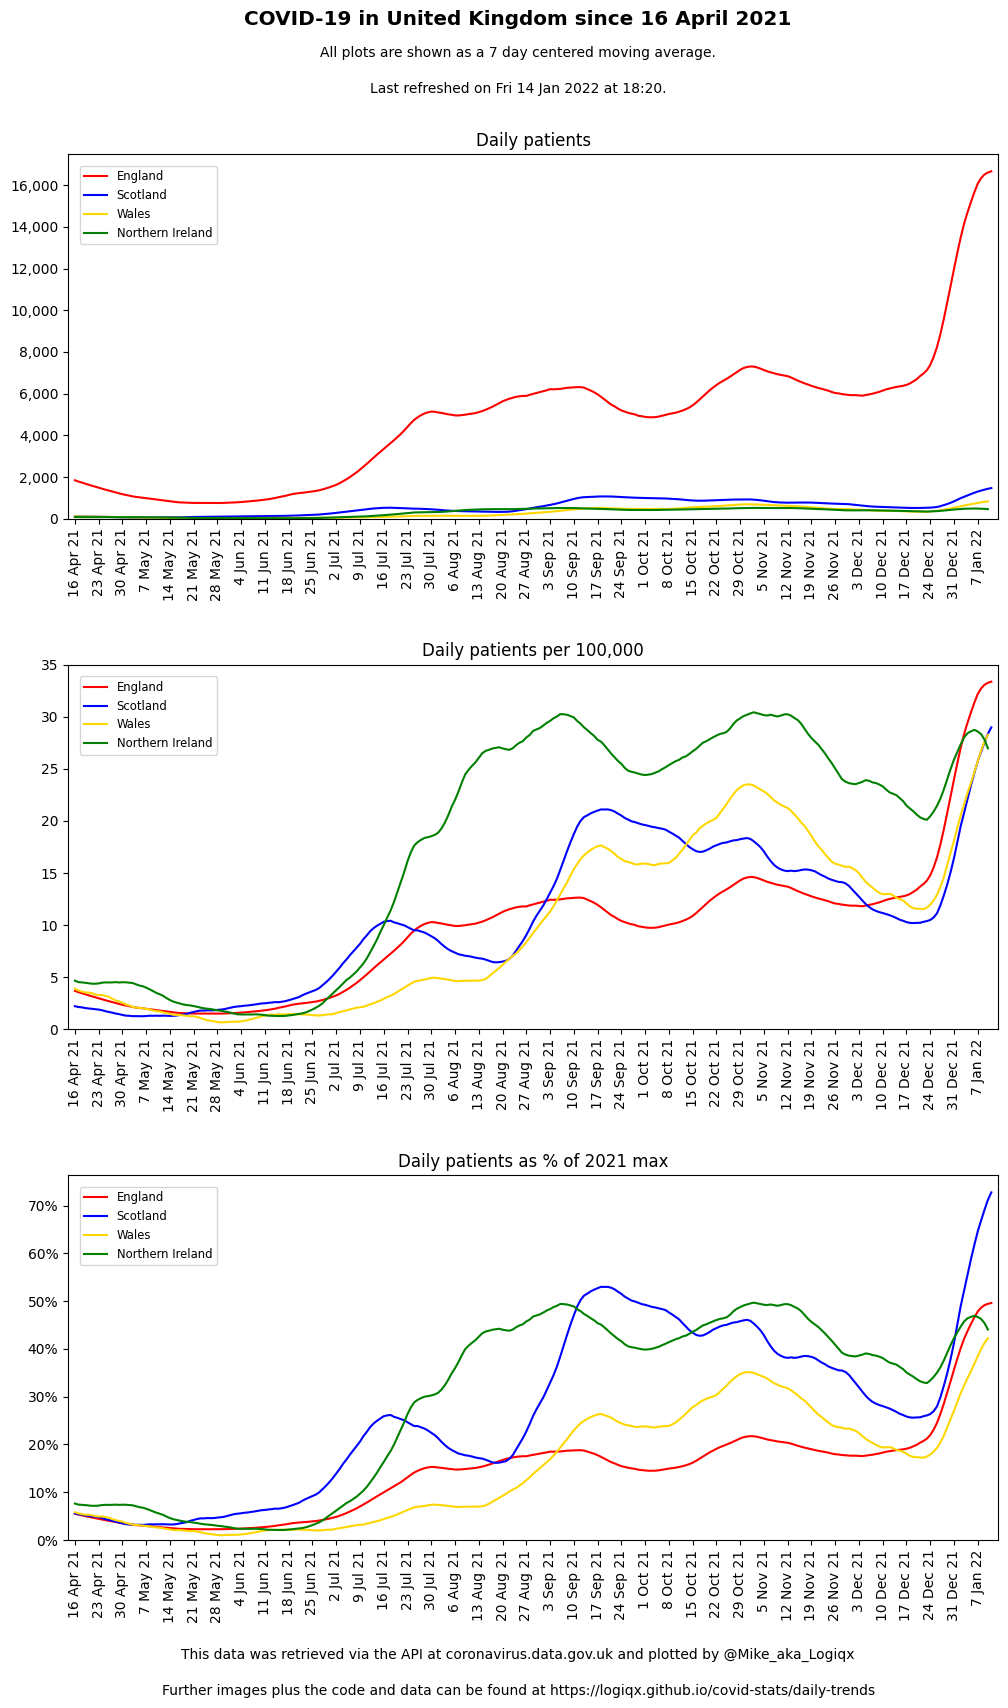 COVID-19 in United Kingdom since 16 April 2021
All plots are shown as a 7 day centered moving average.
Last refreshed on Fri 14 Jan 2022 at 18:20.
Daily patients
England
Scotland
Wales
Northern Ireland
16,000
14,000
12,000
10,000
8,000
6,000
4,000
2,000
0
16 Apr 21
23 Apr 21
30 Apr 21
7 May 21
14 May 21
21 May 21
28 May 21
4 Jun 21
11 Jun 21
18 Jun 21
25 Jun 21
2 Jul 21
9 Jul 21
16 Jul 21
23 Jul 21
30 Jul 21
6 Aug 21
13 Aug 21
20 Aug 21
27 Aug 21
3 Sep 21
10 Sep 21
17 Sep 21
24 Sep 21
1 Oct 21
8 Oct 21
15 Oct 21
22 Oct 21
29 Oct 21
5 Nov 21
12 Nov 21
19 Nov 21
26 Nov 21
3 Dec 21
10 Dec 21
17 Dec 21
24 Dec 21
31 Dec 21
7 Jan 22
Daily patients per 100,000
England
Scotland
Wales
Northern Ireland
35
30
25
20
15
10
5
0
16 Apr 21
23 Apr 21
30 Apr 21
7 May 21
14 May 21
21 May 21
28 May 21
4 Jun 21
11 Jun 21
18 Jun 21
25 Jun 21
2 Jul 21
9 Jul 21
16 Jul 21
23 Jul 21
30 Jul 21
6 Aug 21
13 Aug 21
20 Aug 21
27 Aug 21
3 Sep 21
10 Sep 21
17 Sep 21
24 Sep 21
1 Oct 21
8 Oct 21
15 Oct 21
22 Oct 21
29 Oct 21
5 Nov 21
12 Nov 21
19 Nov 21
26 Nov 21
3 Dec 21
10 Dec 21
17 Dec 21
24 Dec 21
31 Dec 21
7 Jan 22
Daily patients as % of 2021 max
England
Scotland
Wales
Northern Ireland
70%
60%
50%
40%
30%
20%
10%
0%
16 Apr 21
23 Apr 21
30 Apr 21
7 May 21
14 May 21
21 May 21
28 May 21
4 Jun 21
11 Jun 21
18 Jun 21
25 Jun 21
2 Jul 21
9 Jul 21
16 Jul 21
23 Jul 21
30 Jul 21
6 Aug 21
13 Aug 21
20 Aug 21
27 Aug 21
3 Sep 21
10 Sep 21
17 Sep 21
24 Sep 21
1 Oct 21
8 Oct 21
15 Oct 21
22 Oct 21
29 Oct 21
5 Nov 21
12 Nov 21
19 Nov 21
26 Nov 21
3 Dec 21
10 Dec 21
17 Dec 21
24 Dec 21
31 Dec 21
7 Jan 22
This data was retrieved via the API at coronavirus.data.gov.uk and plotted by @Mike_aka_Logiqx
Further images plus the code and data can be found at https://logiqx.github.io/covid-stats/daily-trends